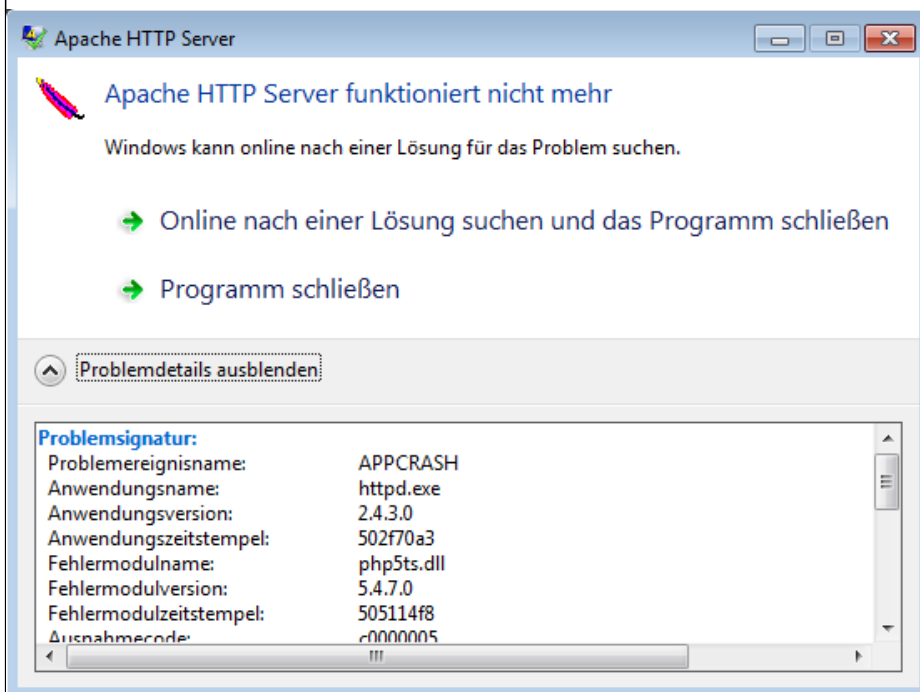 Apache HTTP Server
Apache HTTP Server funktioniert nicht mehr
Windows kann online nach einer Lösung für das Problem suchen.
Online nach einer Lösung suchen und das Programm schließen
Programm schließen
Problemdetails ausblenden
Problemsignatur:
Problemereignisname: APPCRASH
Anwendungsname: httpd.exe
Anwendungsversion: 2.4.3.0
Anwendungszeitstempel: 502f70a3
Fehlermodulname: php5ts.dll
Fehlermodulversion: 5.4.7.0
Fehlermodulzeitstempel: 505114f8
Ausnahmecode: c0000005